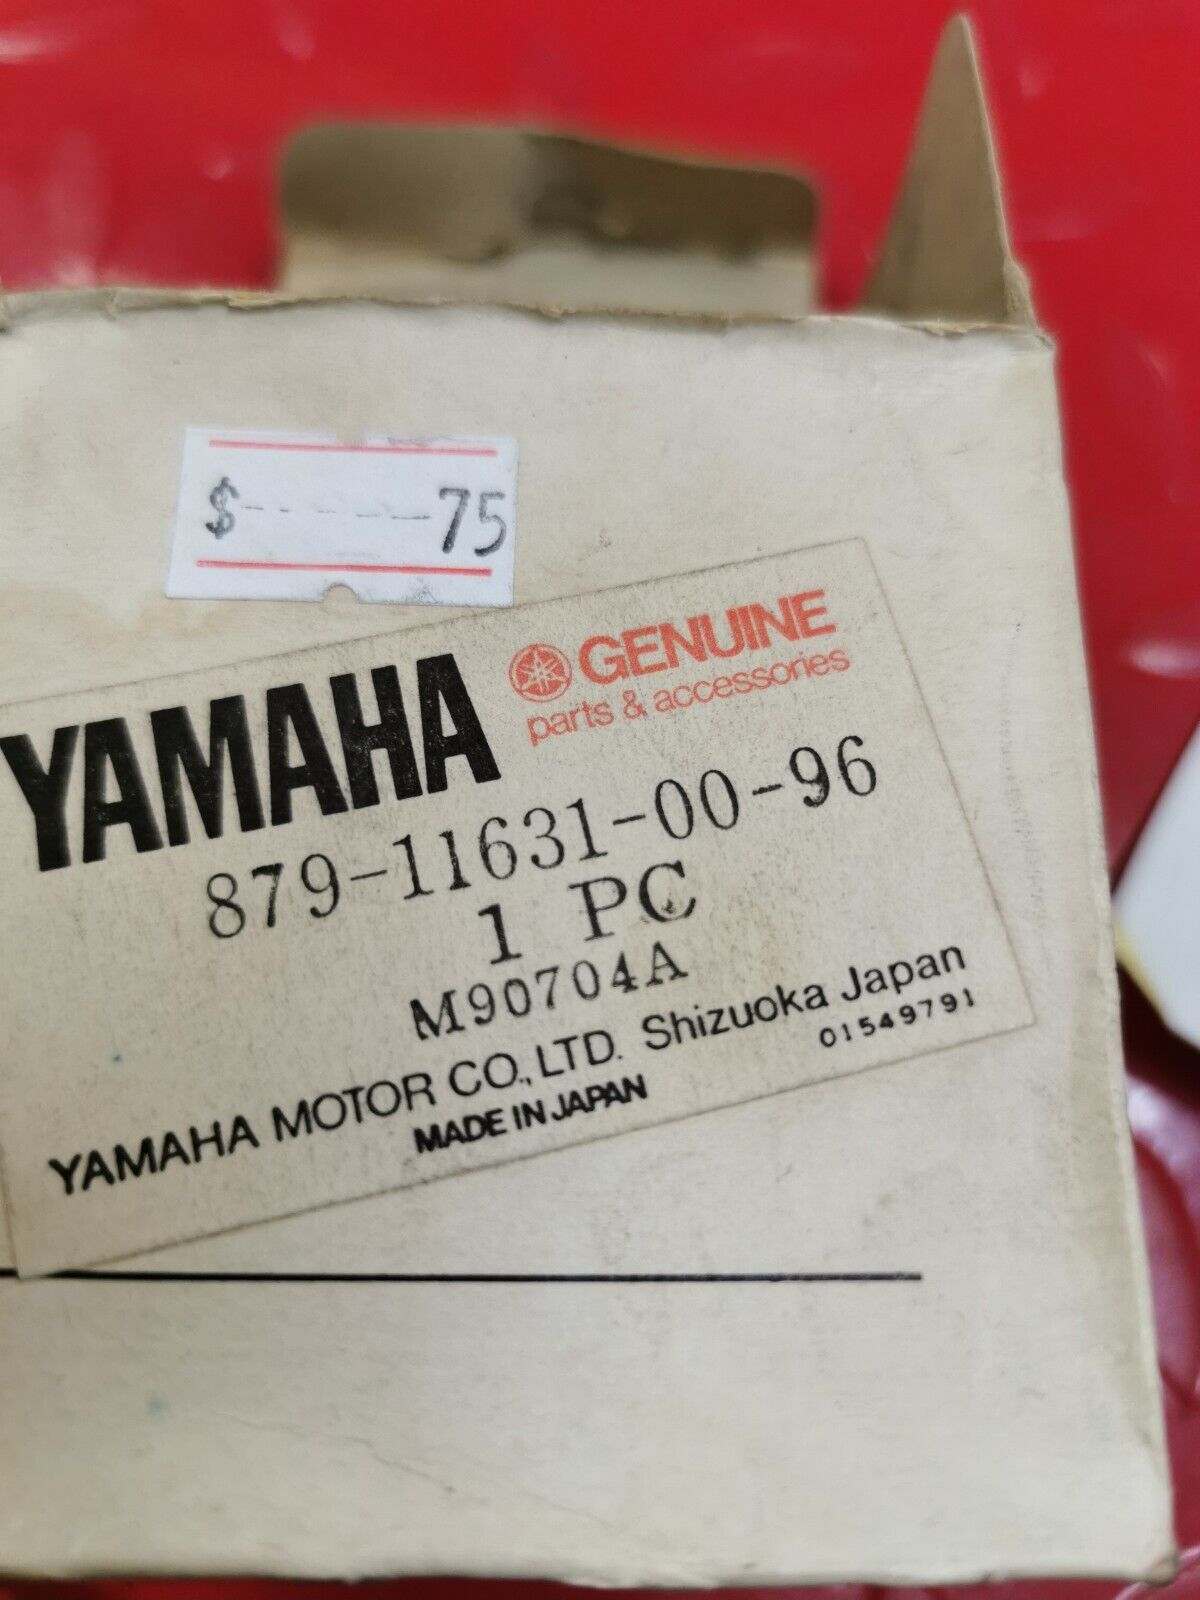 $------75
YAMAHA
GENUINE
parts & accessories
879-11631-00-96
1 PC
M90704A
YAMAHA MOTOR CO., LTD. Shizuoka Japan
01549791
MADE IN JAPAN